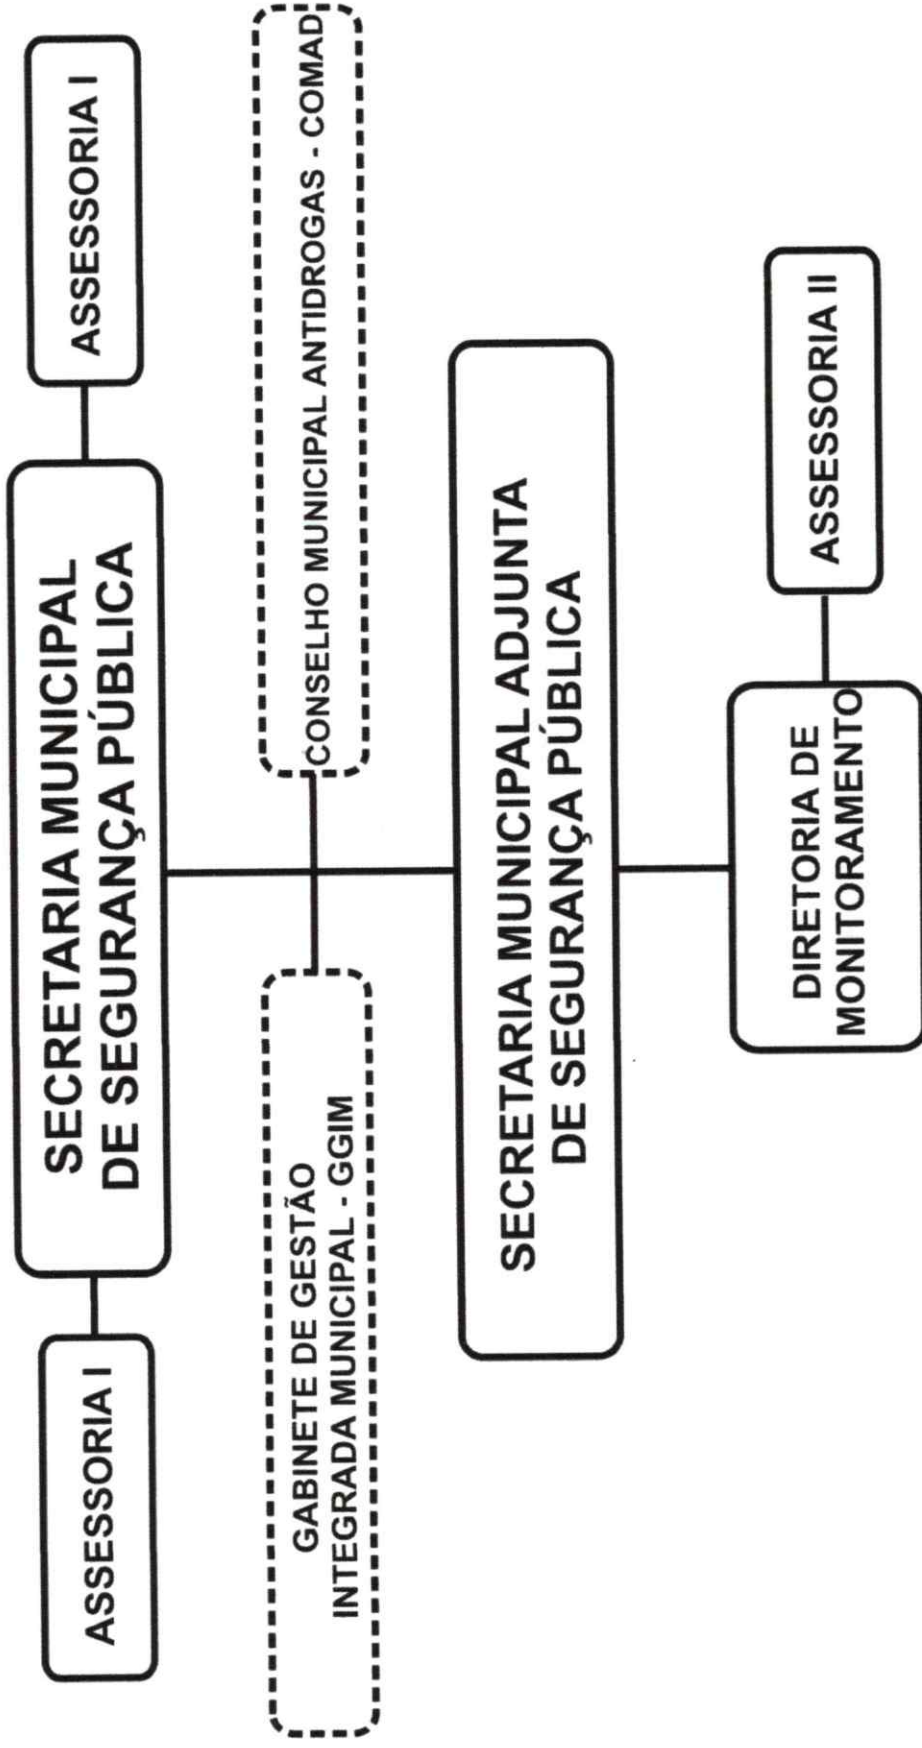 ASSESSORIA I
SECRETARIA MUNICIPAL
DE SEGURANÇA PÚBLICA
ASSESSORIA I
GABINETE DE GESTÃO
INTEGRADA MUNICIPAL - GGIM
CONSELHO MUNICIPAL ANTIDROGAS - COMAD
SECRETARIA MUNICIPAL ADJUNTA
DE SEGURANÇA PÚBLICA
DIRETORIA DE
MONITORAMENTO
ASSESSORIA II